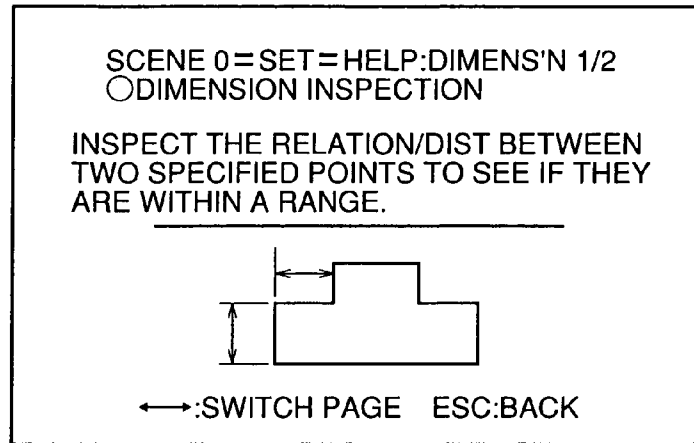 SCENE 0=SET=HELP:DIMENS'N 1/2
○DIMENSION INSPECTION
INSPECT THE RELATION/DIST BETWEEN
TWO SPECIFIED POINTS TO SEE IF THEY
ARE WITHIN A RANGE.
←→:SWITCH PAGE ESC:BACK